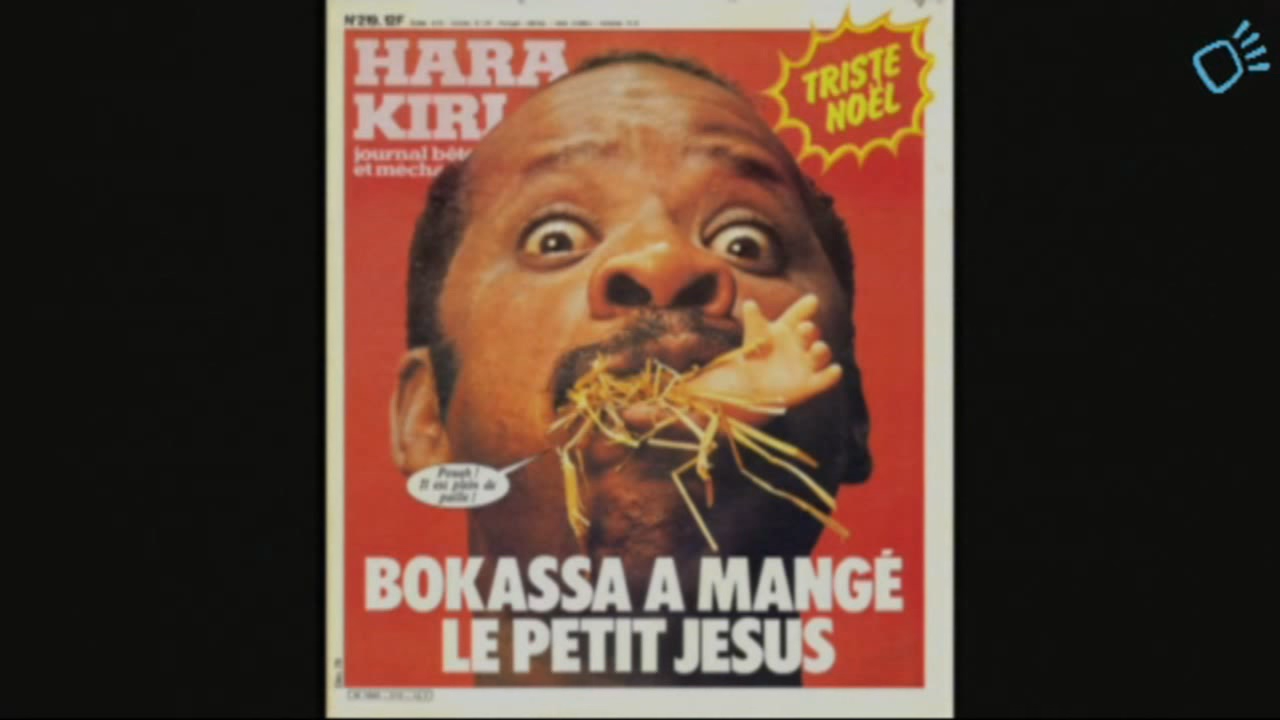 N°219. 12F
HARA
KIRI
journal bête
et mécha
TRISTE
NOËL
Pouah !
Il est plein de
paille !
BOKASSA A MANGÉ
LE PETIT JESUS